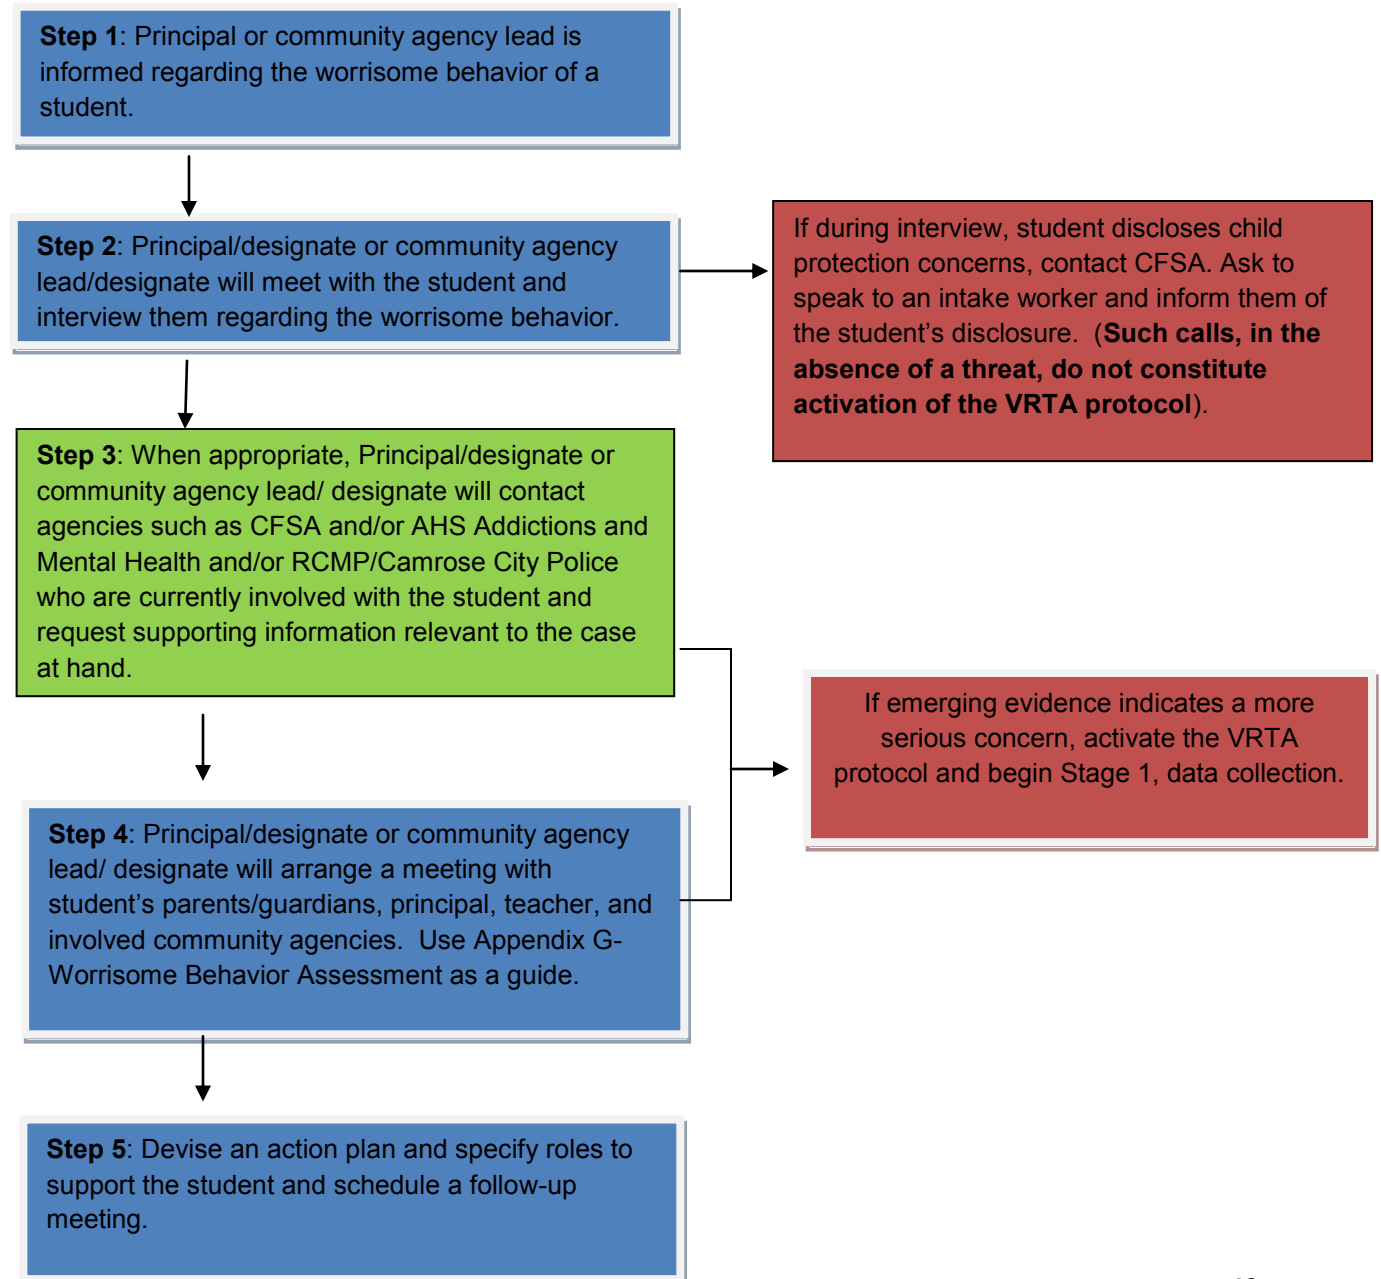 Step 1: Principal or community agency lead is
informed regarding the worrisome behavior of a
student.
Step 2: Principal/designate or community agency
lead/designate will meet with the student and
interview them regarding the worrisome behavior.
If during interview, student discloses child
protection concerns, contact CFSA. Ask to
speak to an intake worker and inform them of
the student’s disclosure. (Such calls, in the
absence of a threat, do not constitute
activation of the VRTA protocol).
Step 3: When appropriate, Principal/designate or
community agency lead/ designate will contact
agencies such as CFSA and/or AHS Addictions and
Mental Health and/or RCMP/Camrose City Police
who are currently involved with the student and
request supporting information relevant to the case
at hand.
If emerging evidence indicates a more
serious concern, activate the VRTA
protocol and begin Stage 1, data collection.
Step 4: Principal/designate or community agency
lead/ designate will arrange a meeting with
student’s parents/guardians, principal, teacher, and
involved community agencies. Use Appendix G-
Worrisome Behavior Assessment as a guide.
Step 5: Devise an action plan and specify roles to
support the student and schedule a follow-up
meeting.